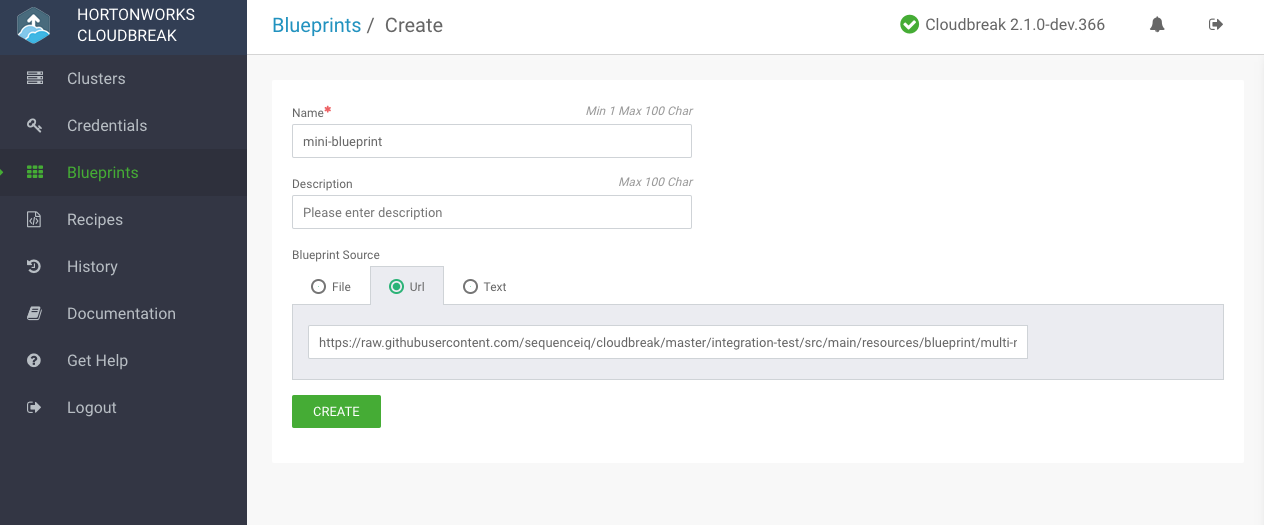 HORTONWORKS
CLOUDBREAK
Clusters
Credentials
Blueprints
Recipes
History
Documentation
Get Help
Logout
Blueprints / Create
Cloudbreak 2.1.0-dev.366
Name* Min 1 Max 100 Char
mini-blueprint
Description Max 100 Char
Please enter description
Blueprint Source
File Url Text
https://raw.githubusercontent.com/sequenceiq/cloudbreak/master/integration-test/src/main/resources/blueprint/multi-r
CREATE